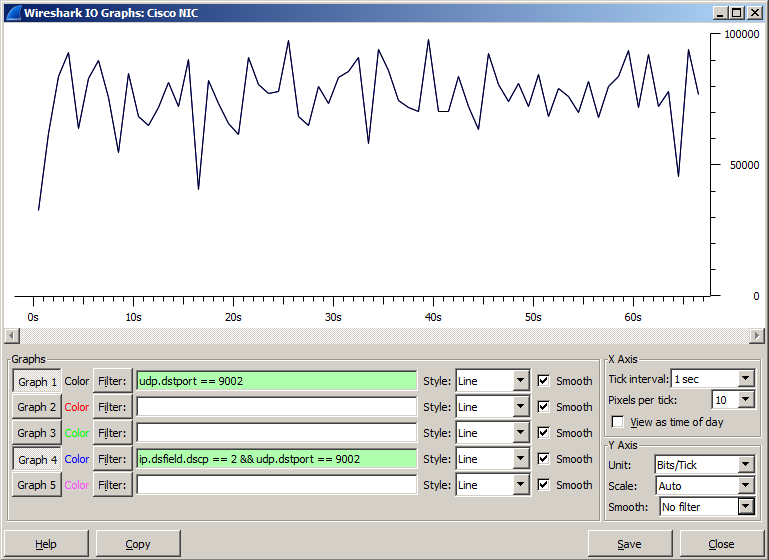 Wireshark IO Graphs: Cisco NIC
100000
50000
0
0s 10s 20s 30s 40s 50s 60s
Graphs
Graph 1 Color Filter: udp.dstport == 9002 Style: Line Smooth
Graph 2 Color Filter: Style: Line Smooth
Graph 3 Color Filter: Style: Line Smooth
Graph 4 Color Filter: ip.dsfield.dscp == 2 && udp.dstport == 9002 Style: Line Smooth
Graph 5 Color Filter: Style: Line Smooth
X Axis
Tick interval: 1 sec
Pixels per tick: 10
View as time of day
Y Axis
Unit: Bits/Tick
Scale: Auto
Smooth: No filter
Help Copy Save Close